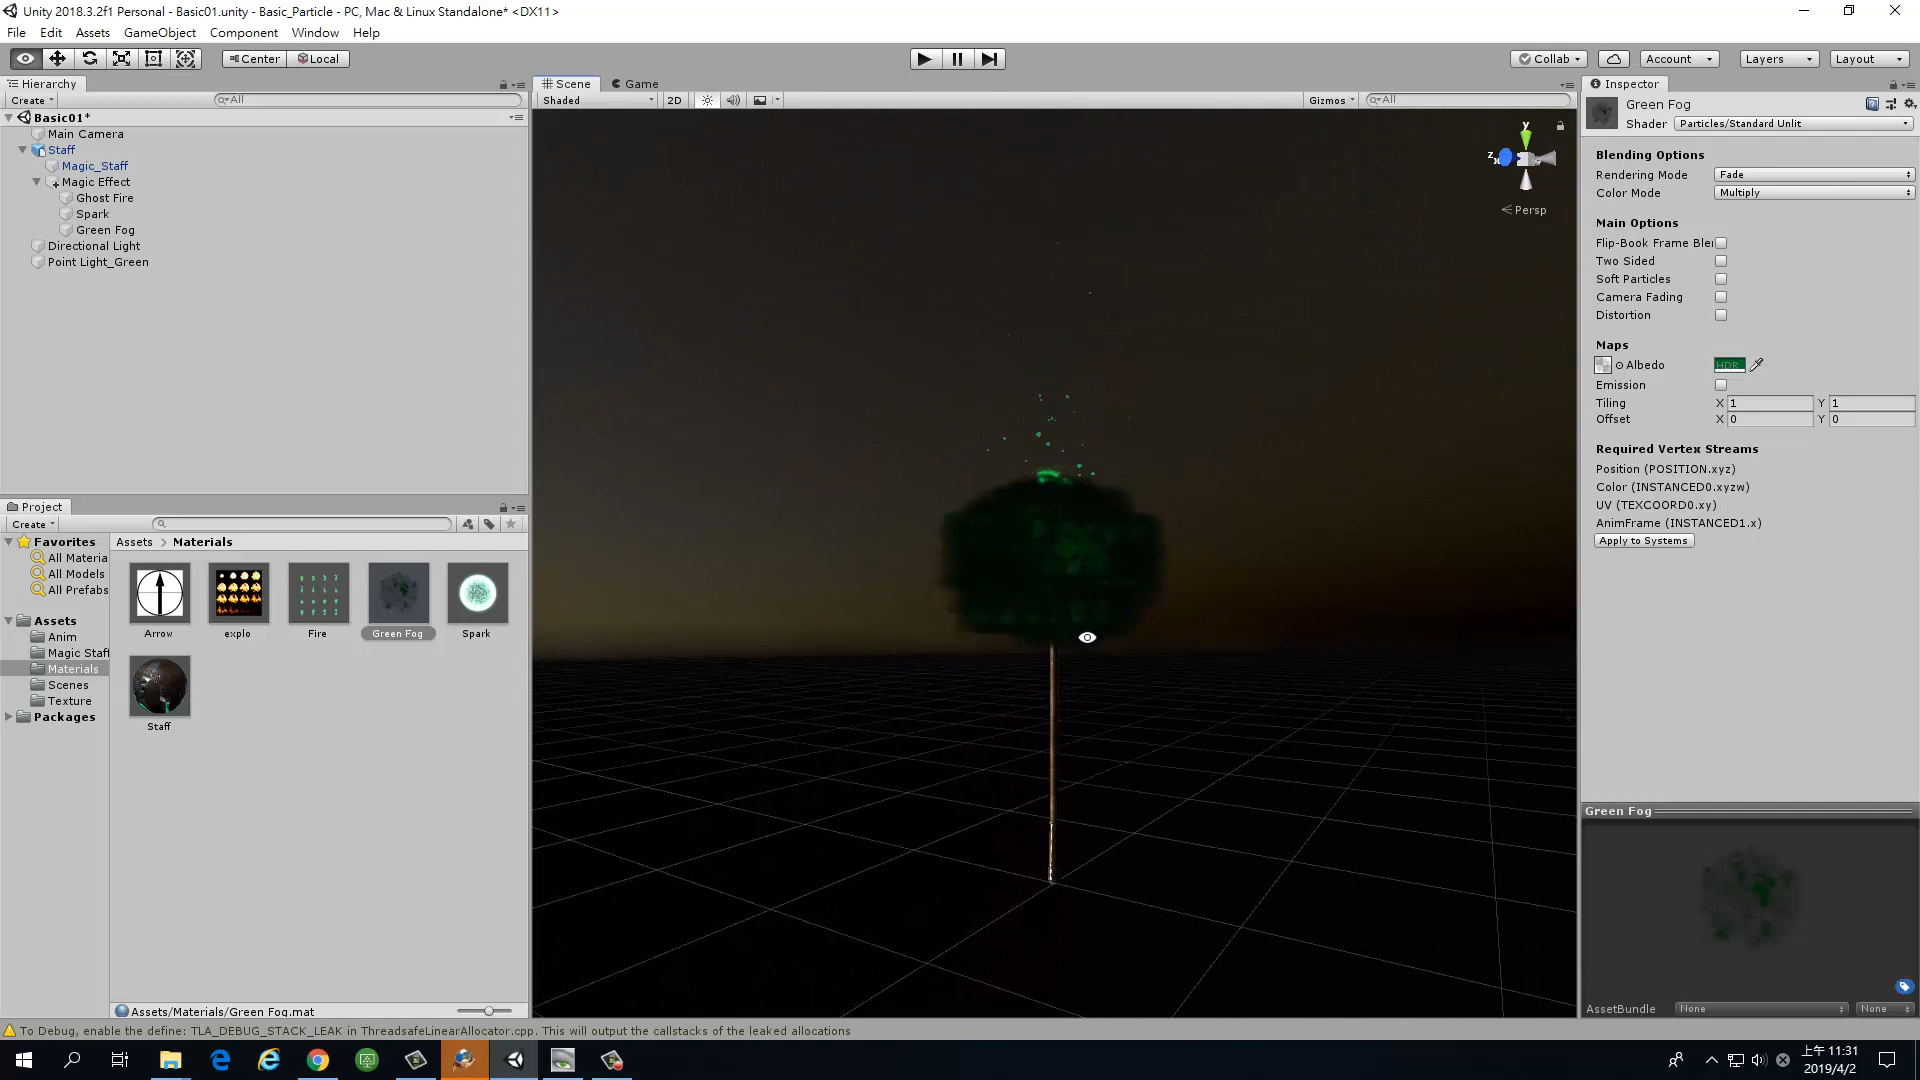 Unity 2018.3.2f1 Personal - Basic01.unity - Basic_Particle - PC, Mac & Linux Standalone* <DX11>
File Edit Assets GameObject Component Window Help
Center Local
Collab Account Layers Layout
Hierarchy
Create All
Basic01*
Main Camera
Staff
Magic_Staff
Magic Effect
Ghost Fire
Spark
Green Fog
Directional Light
Point Light_Green
Scene Game
Shaded 2D Gizmos All
y
z
x
Persp
Project
Create
Favorites
All Materia
All Models
All Prefabs
Assets
Anim
Magic Staff
Materials
Scenes
Texture
Packages
Assets > Materials
Arrow explo Fire Green Fog Spark
Staff
Assets/Materials/Green Fog.mat
Inspector
Green Fog
Shader Particles/Standard Unlit
Blending Options
Rendering Mode Fade
Color Mode Multiply
Main Options
Flip-Book Frame Ble
Two Sided
Soft Particles
Camera Fading
Distortion
Maps
Albedo HDR
Emission
Tiling X 1 Y 1
Offset X 0 Y 0
Required Vertex Streams
Position (POSITION.xyz)
Color (INSTANCED0.xyzw)
UV (TEXCOORD0.xy)
AnimFrame (INSTANCED1.x)
Apply to Systems
Green Fog
AssetBundle None None
To Debug, enable the define: TLA_DEBUG_STACK_LEAK in ThreadsafeLinearAllocator.cpp. This will output the callstacks of the leaked allocations
上午 11:31
2019/4/2